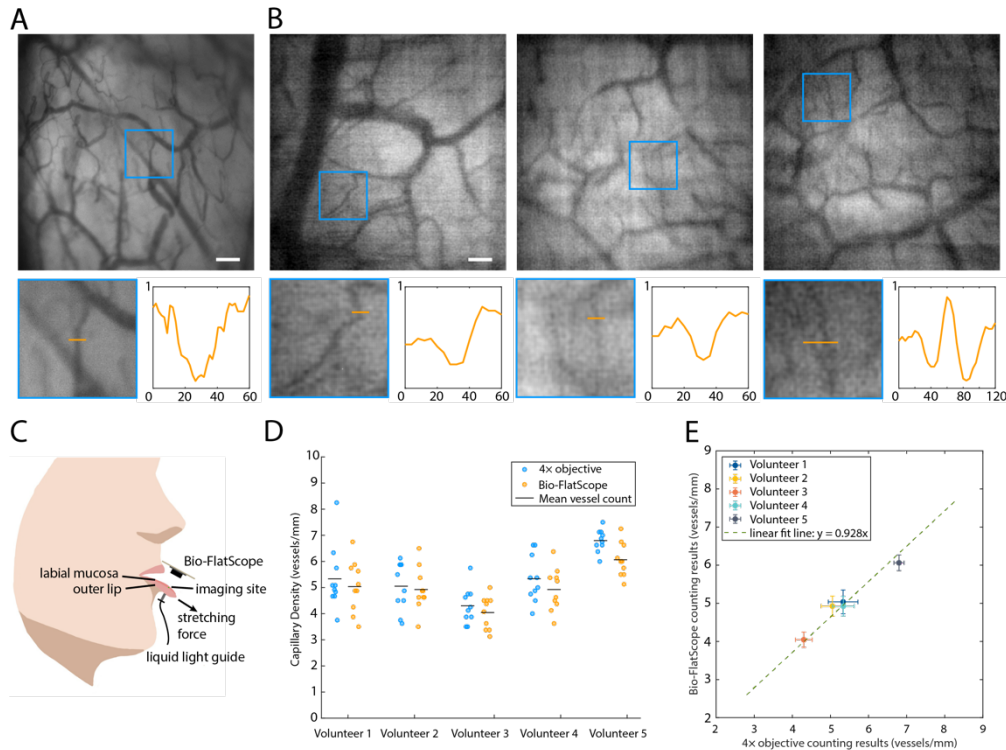 A
B
1
0 20 40 60
1
0 20 40 60
1
0 20 40 60
1
0 40 80 120
C
Bio-FlatScope
labial mucosa
outer lip
imaging site
stretching
force
liquid light guide
D
Capillary Density (vessels/mm)
10
9
8
7
6
5
4
3
2
1
0
4× objective
Bio-FlatScope
Mean vessel count
Volunteer 1 Volunteer 2 Volunteer 3 Volunteer 4 Volunteer 5
E
Bio-FlatScope counting results (vessels/mm)
9
8
7
6
5
4
3
2
Volunteer 1
Volunteer 2
Volunteer 3
Volunteer 4
Volunteer 5
linear fit line: y = 0.928x
2 3 4 5 6 7 8 9
4× objective counting results (vessels/mm)